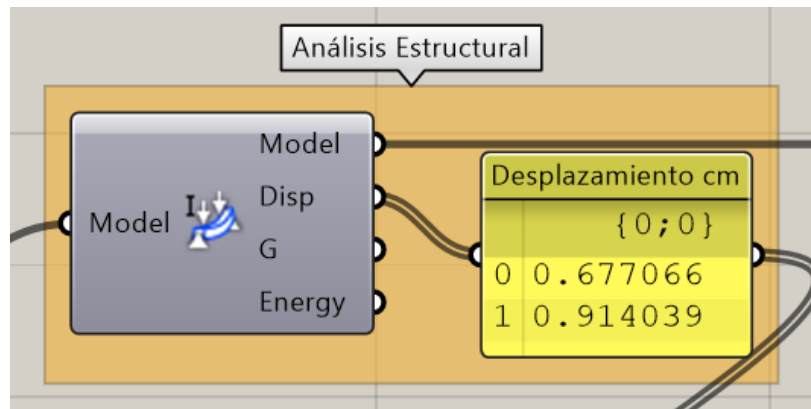 Análisis Estructural
Model
Model
Disp
G
Energy
I
Desplazamiento cm
{0;0}
0 0.677066
1 0.914039